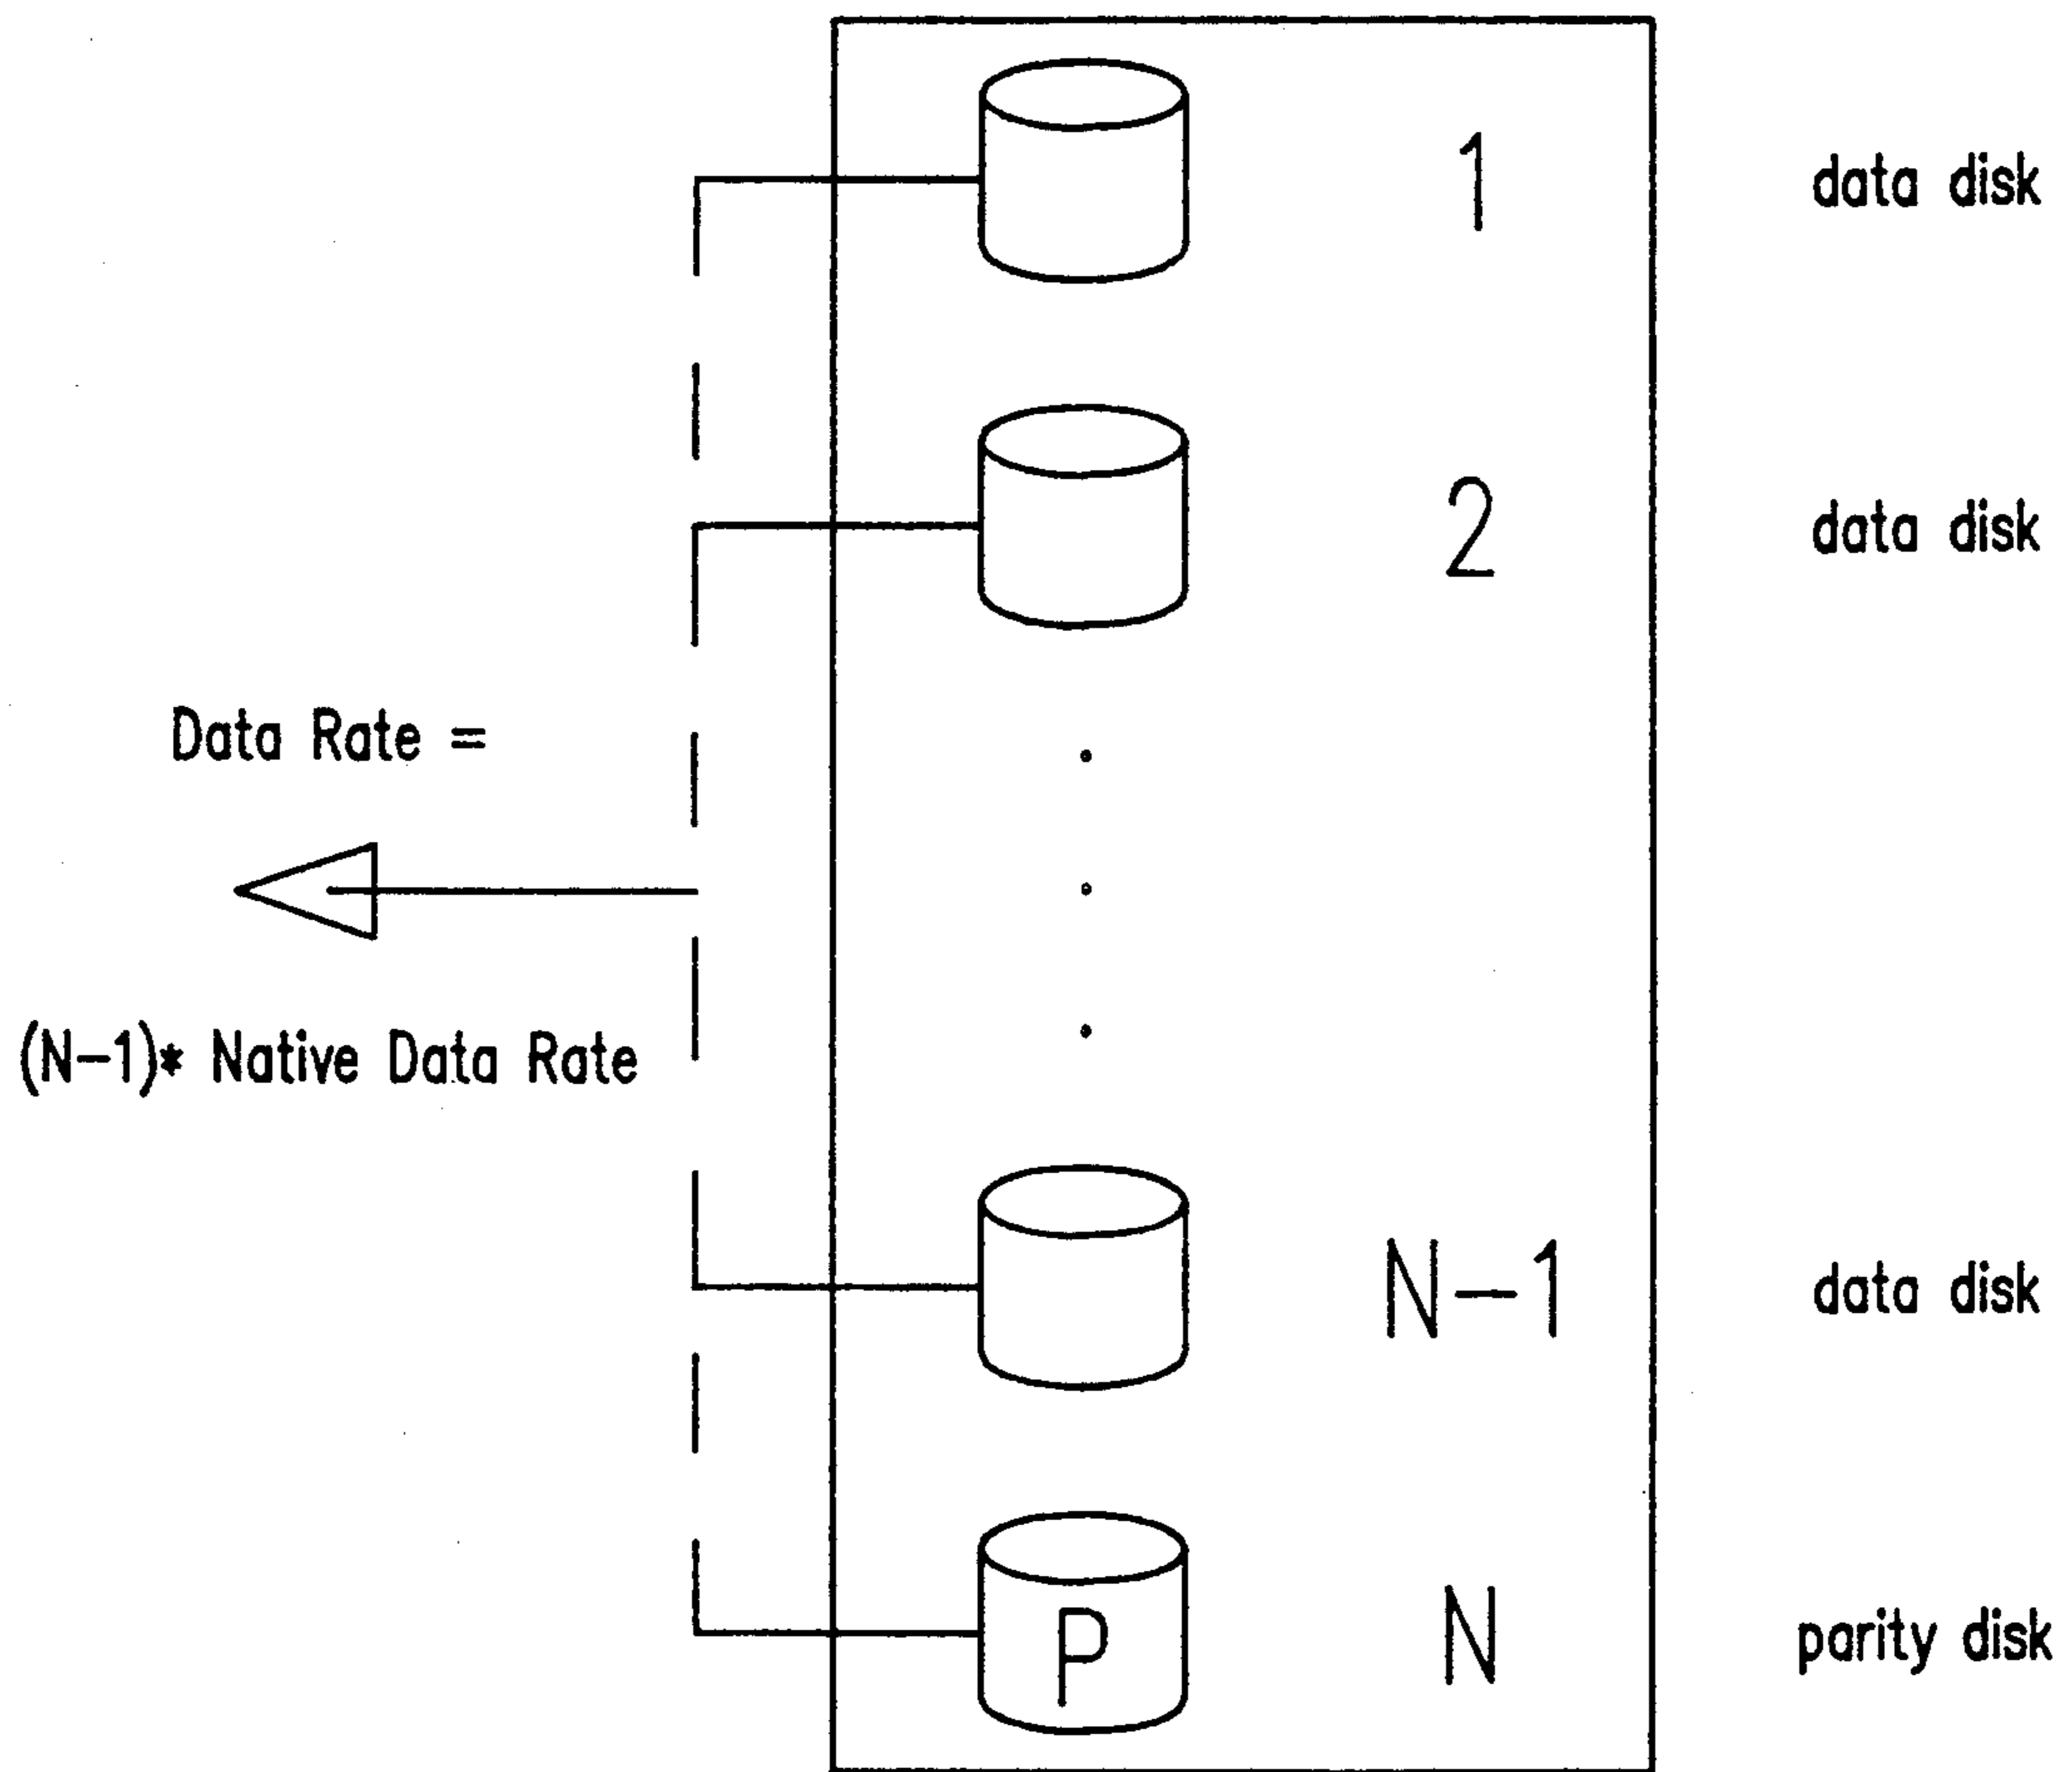 1 data disk
2 data disk
Data Rate =
(N-1)* Native Data Rate
N-1 data disk
P N parity disk